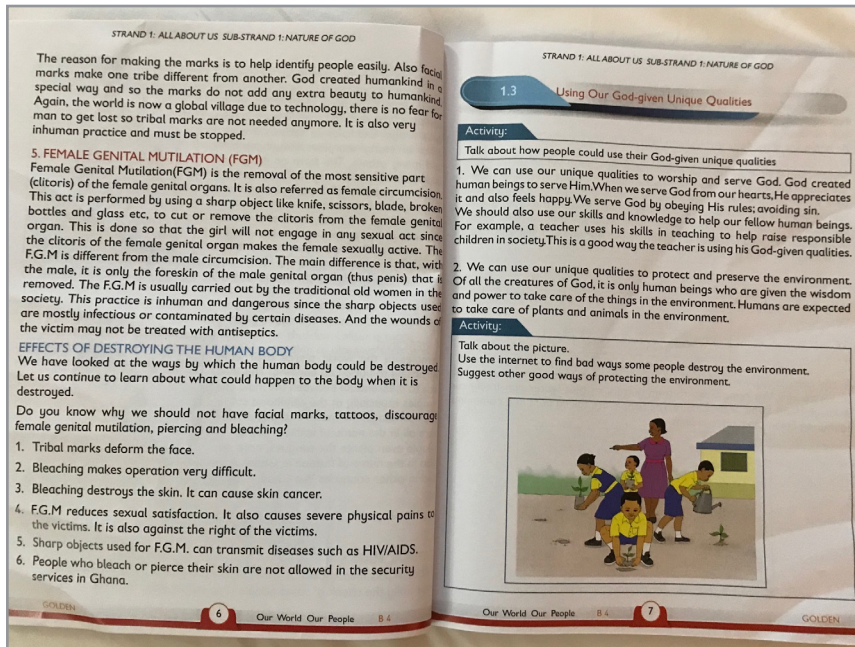 STRAND 1: ALL ABOUT US SUB-STRAND 1: NATURE OF GOD
The reason for making the marks is to help identify people easily. Also facial
marks make one tribe different from another. God created humankind in a
special way and so the marks do not add any extra beauty to humankind.
Again, the world is now a global village due to technology, there is no fear for
man to get lost so tribal marks are not needed anymore. It is also very
inhuman practice and must be stopped.
5. FEMALE GENITAL MUTILATION (FGM)
Female Genital Mutilation(FGM) is the removal of the most sensitive part
(clitoris) of the female genital organs. It is also referred as female circumcision.
This act is performed by using a sharp object like knife, scissors, blade, broken
bottles and glass etc, to cut or remove the clitoris from the female genital
organ. This is done so that the girl will not engage in any sexual act since
the clitoris of the female genital organ makes the female sexually active. The
F.G.M is different from the male circumcision. The main difference is that, with
the male, it is only the foreskin of the male genital organ (thus penis) that is
removed. The F.G.M is usually carried out by the traditional old women in the
society. This practice is inhuman and dangerous since the sharp objects used
are mostly infectious or contaminated by certain diseases. And the wounds of
the victim may not be treated with antiseptics.
EFFECTS OF DESTROYING THE HUMAN BODY
We have looked at the ways by which the human body could be destroyed
Let us continue to learn about what could happen to the body when it is
destroyed.
Do you know why we should not have facial marks, tattoos, discourage
female genital mutilation, piercing and bleaching?
1. Tribal marks deform the face.
2. Bleaching makes operation very difficult.
3. Bleaching destroys the skin. It can cause skin cancer.
4. F.G.M reduces sexual satisfaction. It also causes severe physical pains to
the victims. It is also against the right of the victims.
5. Sharp objects used for F.G.M. can transmit diseases such as HIV/AIDS.
6. People who bleach or pierce their skin are not allowed in the security
services in Ghana.
GOLDEN
6 Our World Our People B 4
STRAND 1: ALL ABOUT US SUB-STRAND 1: NATURE OF GOD
1.3 Using Our God-given Unique Qualities
Activity:
Talk about how people could use their God-given unique qualities
1. We can use our unique qualities to worship and serve God. God created
human beings to serve Him.When we serve God from our hearts,He appreciates
it and also feels happy.We serve God by obeying His rules; avoiding sin.
We should also use our skills and knowledge to help our fellow human beings.
For example, a teacher uses his skills in teaching to help raise responsible
children in society.This is a good way the teacher is using his God-given qualities.
2. We can use our unique qualities to protect and preserve the environment.
Of all the creatures of God, it is only human beings who are given the wisdom
and power to take care of the things in the environment. Humans are expected
to take care of plants and animals in the environment.
Activity:
Talk about the picture.
Use the internet to find bad ways some people destroy the environment.
Suggest other good ways of protecting the environment.
Our World Our People B 4 7
GOLDEN